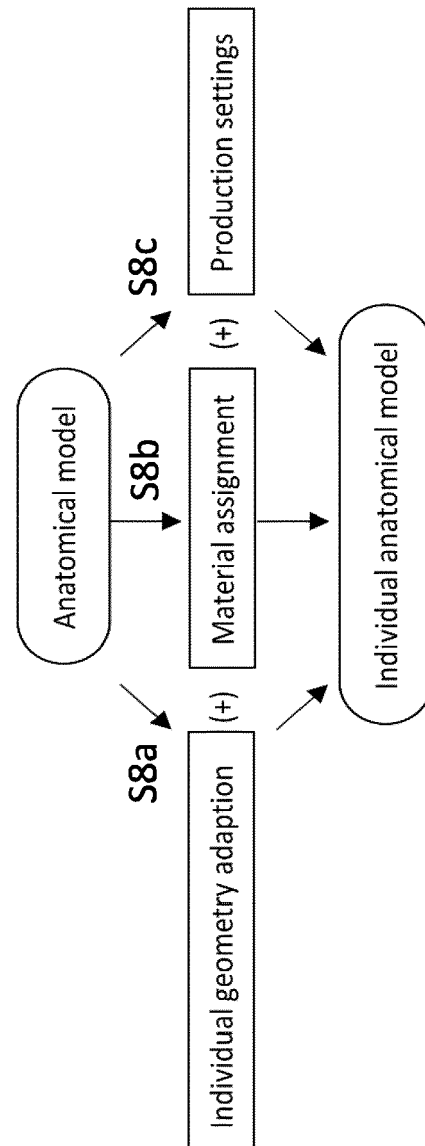 Anatomical model
S8a
S8b
S8c
Individual geometry adaption
(+)
Material assignment
(+)
Production settings
Individual anatomical model